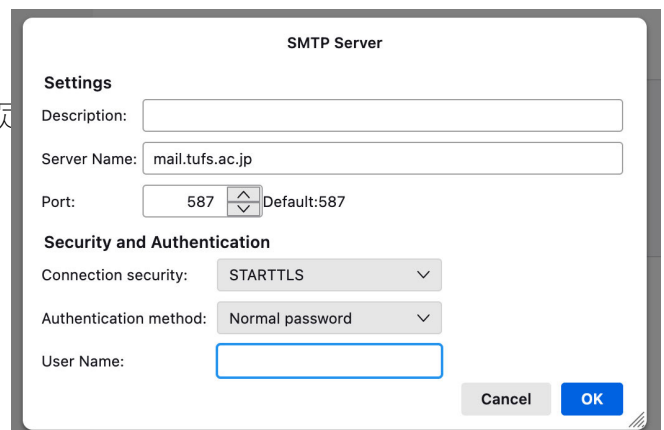 SMTP Server
Settings
Description:
Server Name: mail.tufs.ac.jp
Port: 587 Default:587
Security and Authentication
Connection security: STARTTLS
Authentication method: Normal password
User Name:
Cancel OK